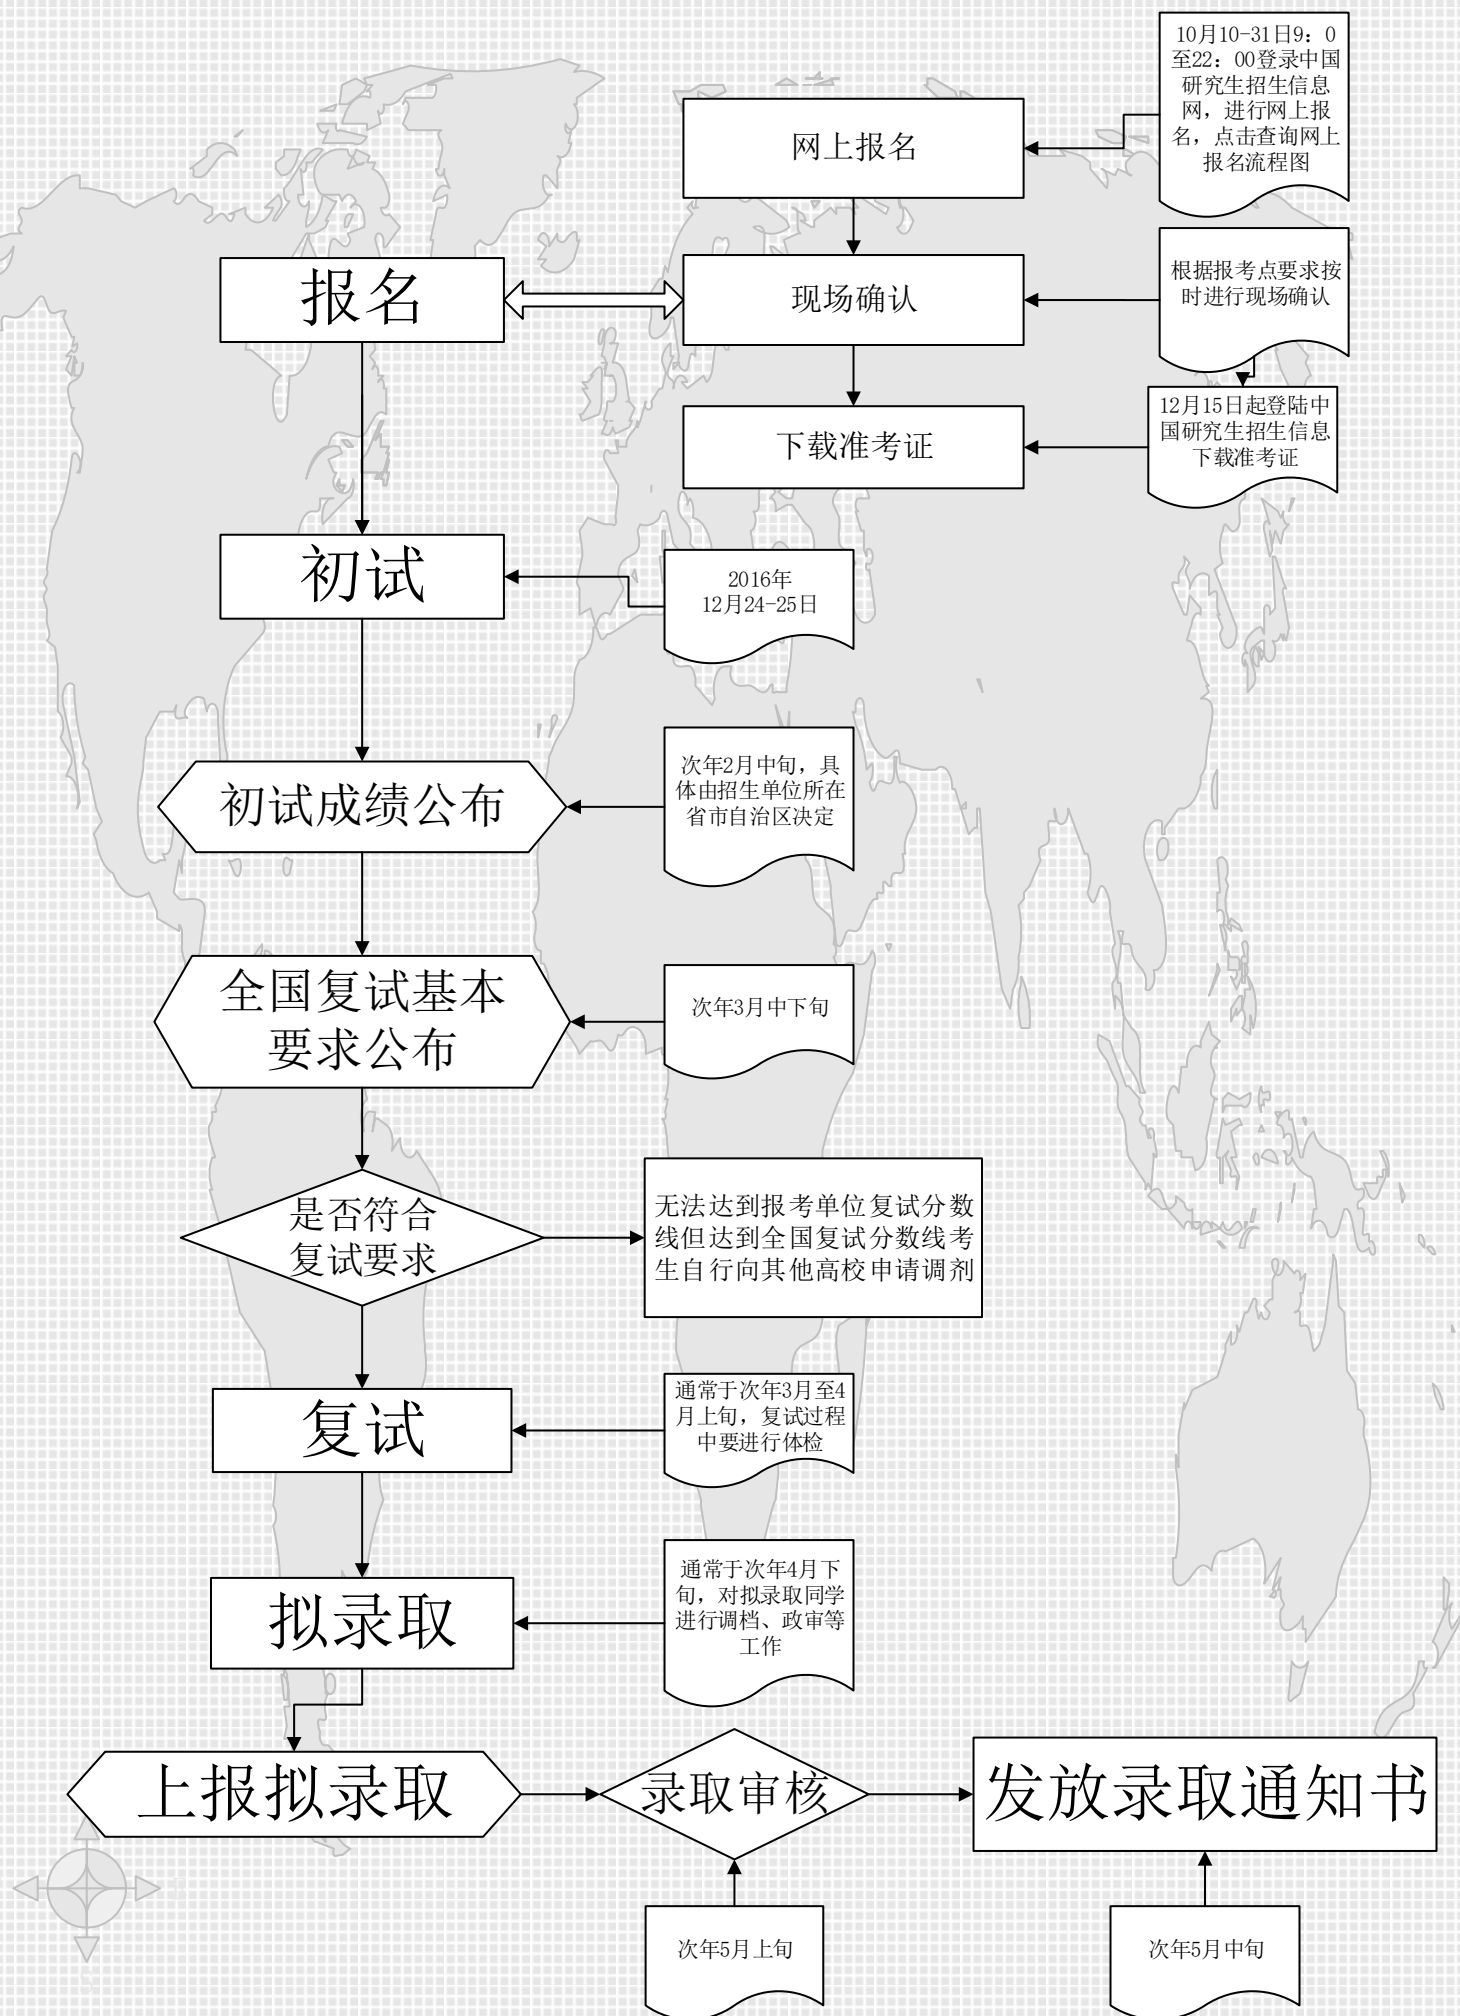 10月10-31日9：0
至22：00登录中国
研究生招生信息
网，进行网上报
名，点击查询网上
报名流程图
网上报名
根据报考点要求按
时进行现场确认
报名
现场确认
12月15日起登陆中
国研究生招生信息
下载准考证
下载准考证
初试
2016年
12月24-25日
初试成绩公布
次年2月中旬，具
体由招生单位所在
省市自治区决定
全国复试基本
要求公布
次年3月中下旬
是否符合
复试要求
无法达到报考单位复试分数
线但达到全国复试分数线考
生自行向其他高校申请调剂
复试
通常于次年3月至4
月上旬，复试过程
中要进行体检
拟录取
通常于次年4月下
旬，对拟录取同学
进行调档、政审等
工作
上报拟录取
录取审核
发放录取通知书
次年5月上旬
次年5月中旬